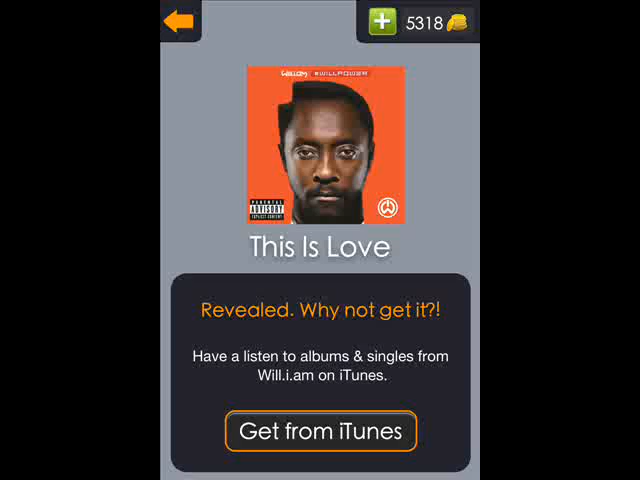 5318
will.i.am #WILLPOWER
PARENTAL
ADVISORY
EXPLICIT CONTENT
This Is Love
Revealed. Why not get it?!
Have a listen to albums & singles from
Will.i.am on iTunes.
Get from iTunes